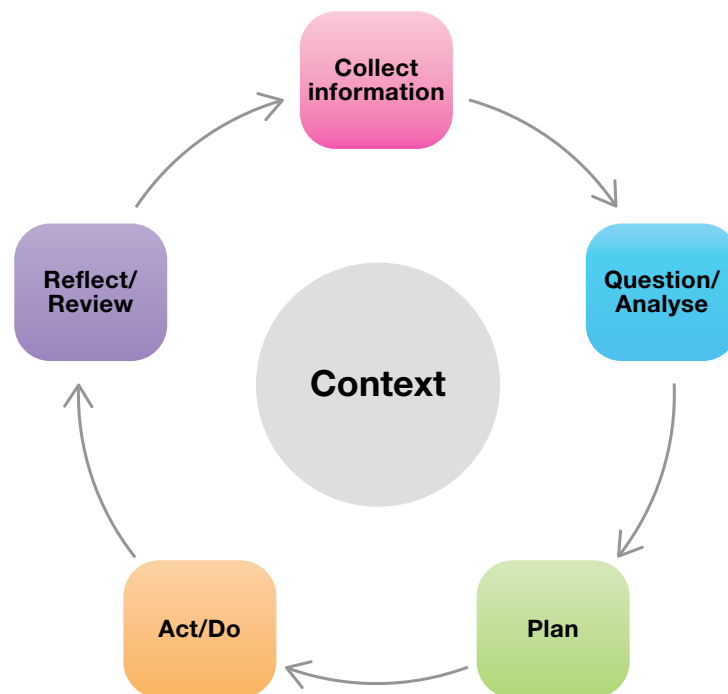 Collect
information
Question/
Analyse
Plan
Act/Do
Reflect/
Review
Context